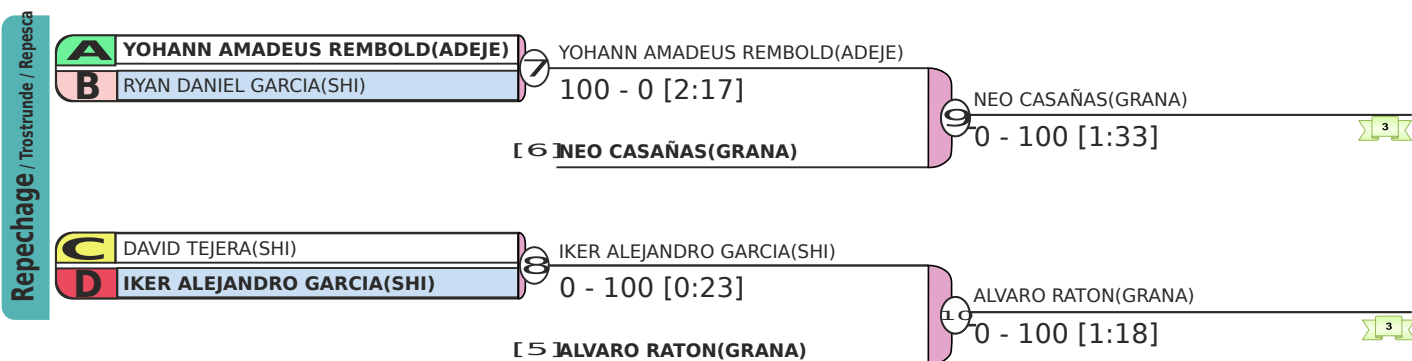 Repechage / Trostrunde / Repesca
A YOHANN AMADEUS REMBOLD(ADEJE)
B RYAN DANIEL GARCIA(SHI)
7
YOHANN AMADEUS REMBOLD(ADEJE)
100 - 0 [2:17]
[6] NEO CASAÑAS(GRANA)
9
NEO CASAÑAS(GRANA)
0 - 100 [1:33]
3
C DAVID TEJERA(SHI)
D IKER ALEJANDRO GARCIA(SHI)
8
IKER ALEJANDRO GARCIA(SHI)
0 - 100 [0:23]
[5] ALVARO RATON(GRANA)
10
ALVARO RATON(GRANA)
0 - 100 [1:18]
3